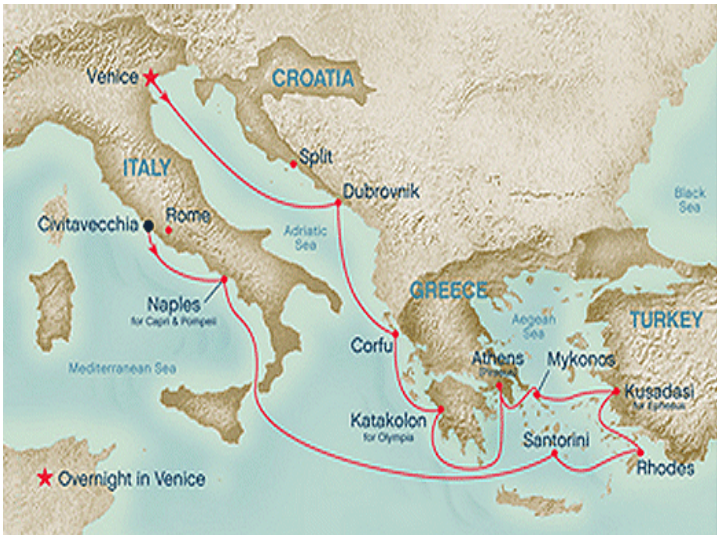 Venice
CROATIA
Split
ITALY
Dubrovnik
Black
Sea
Civitavecchia
Rome
Adriatic
Sea
GREECE
Naples
for Capri & Pompeii
Aegean
Sea
TURKEY
Corfu
Athens
(Piraeus)
Mykonos
Mediterranean Sea
Kusadasi
for Ephesus
Katakolon
for Olympia
Santorini
Rhodes
Overnight in Venice